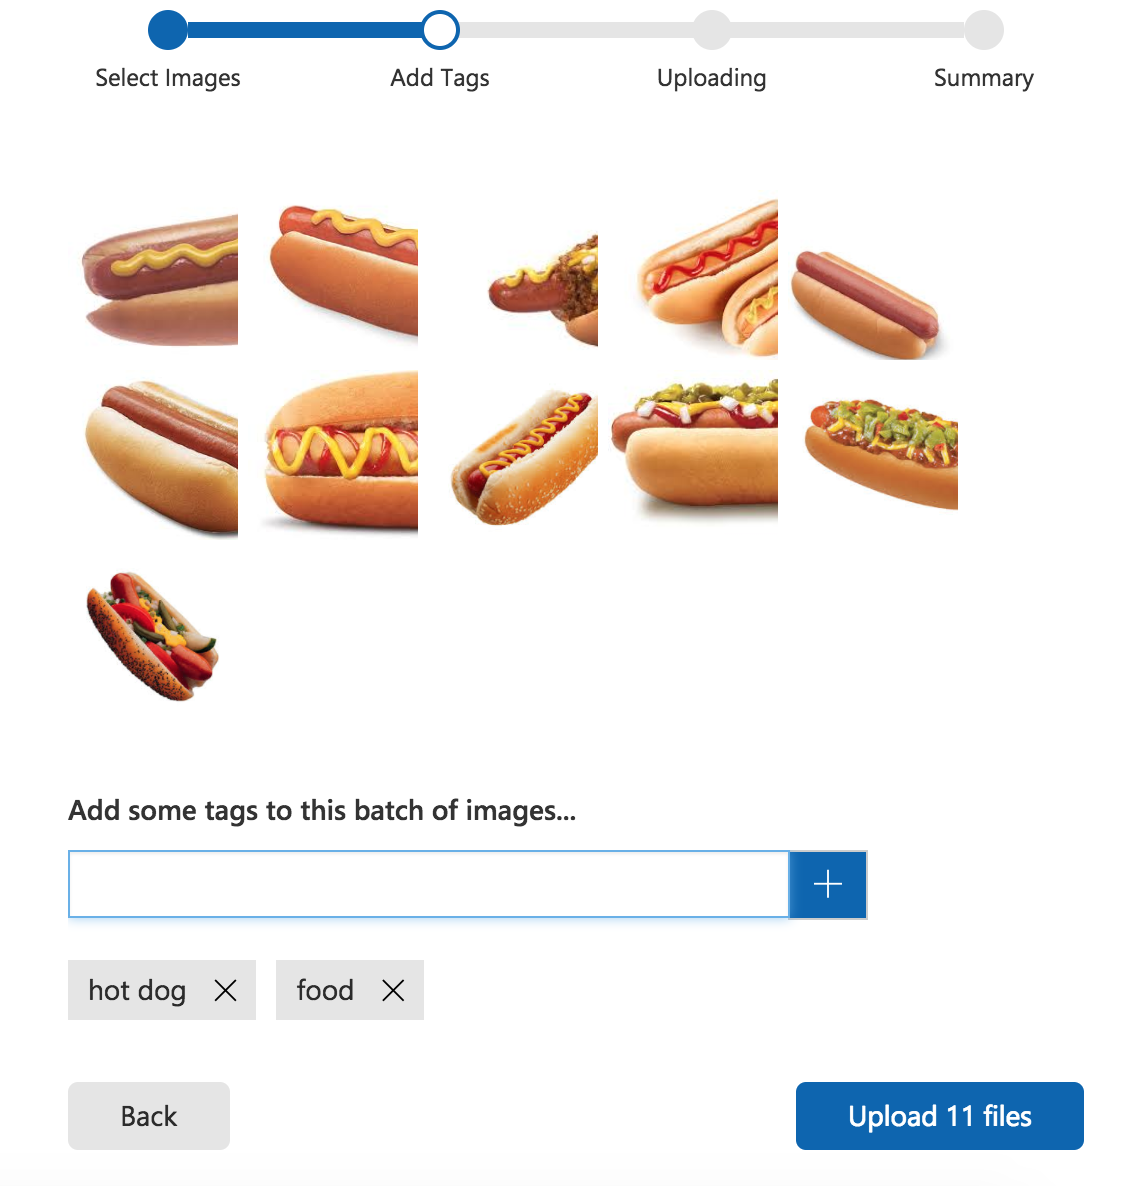 Select Images Add Tags Uploading Summary
Add some tags to this batch of images...
hot dog food
Back Upload 11 files